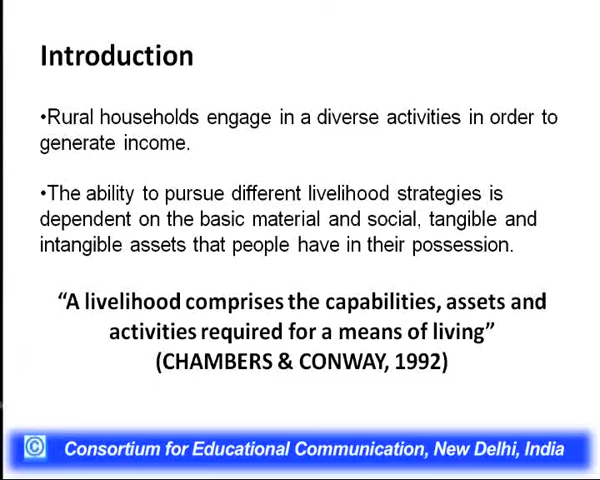 Introduction
•Rural households engage in a diverse activities in order to
generate income.
•The ability to pursue different livelihood strategies is
dependent on the basic material and social, tangible and
intangible assets that people have in their possession.
“A livelihood comprises the capabilities, assets and
activities required for a means of living”
(CHAMBERS & CONWAY, 1992)
© Consortium for Educational Communication, New Delhi, India